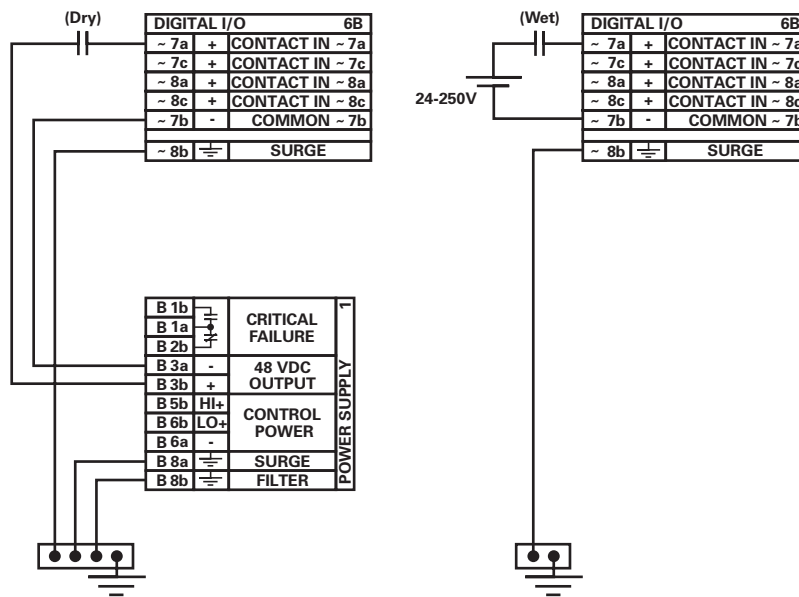 (Dry)
DIGITAL I/O 6B
~ 7a + CONTACT IN ~ 7a
~ 7c + CONTACT IN ~ 7c
~ 8a + CONTACT IN ~ 8a
~ 8c + CONTACT IN ~ 8c
~ 7b - COMMON ~ 7b
~ 8b SURGE
(Wet)
24-250V
DIGITAL I/O 6B
~ 7a + CONTACT IN ~ 7a
~ 7c + CONTACT IN ~ 7c
~ 8a + CONTACT IN ~ 8a
~ 8c + CONTACT IN ~ 8c
~ 7b - COMMON ~ 7b
~ 8b SURGE
B 1b
B 1a
B 2b
CRITICAL
FAILURE
B 3a -
B 3b +
48 VDC
OUTPUT
B 5b HI+
B 6b LO+
B 6a -
CONTROL
POWER
B 8a SURGE
B 8b FILTER
POWER SUPPLY 1